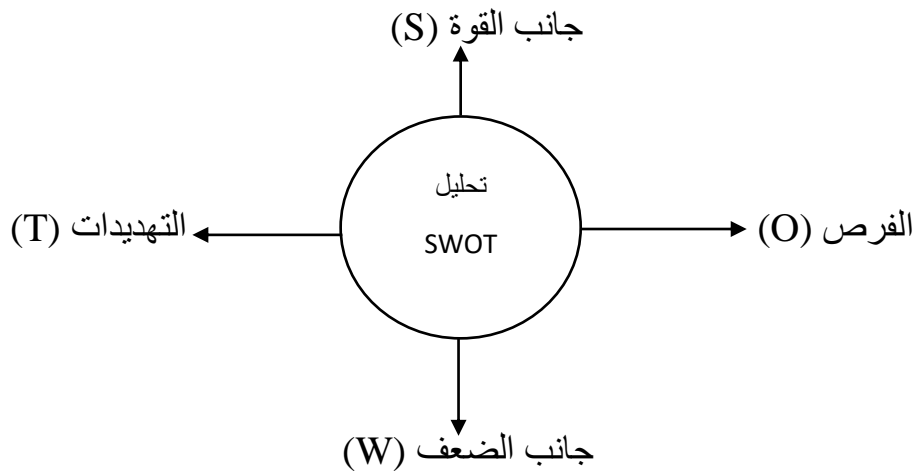 جانب القوة (S)
تحليل
SWOT
الفرص (O)
التهديدات (T)
جانب الضعف (W)